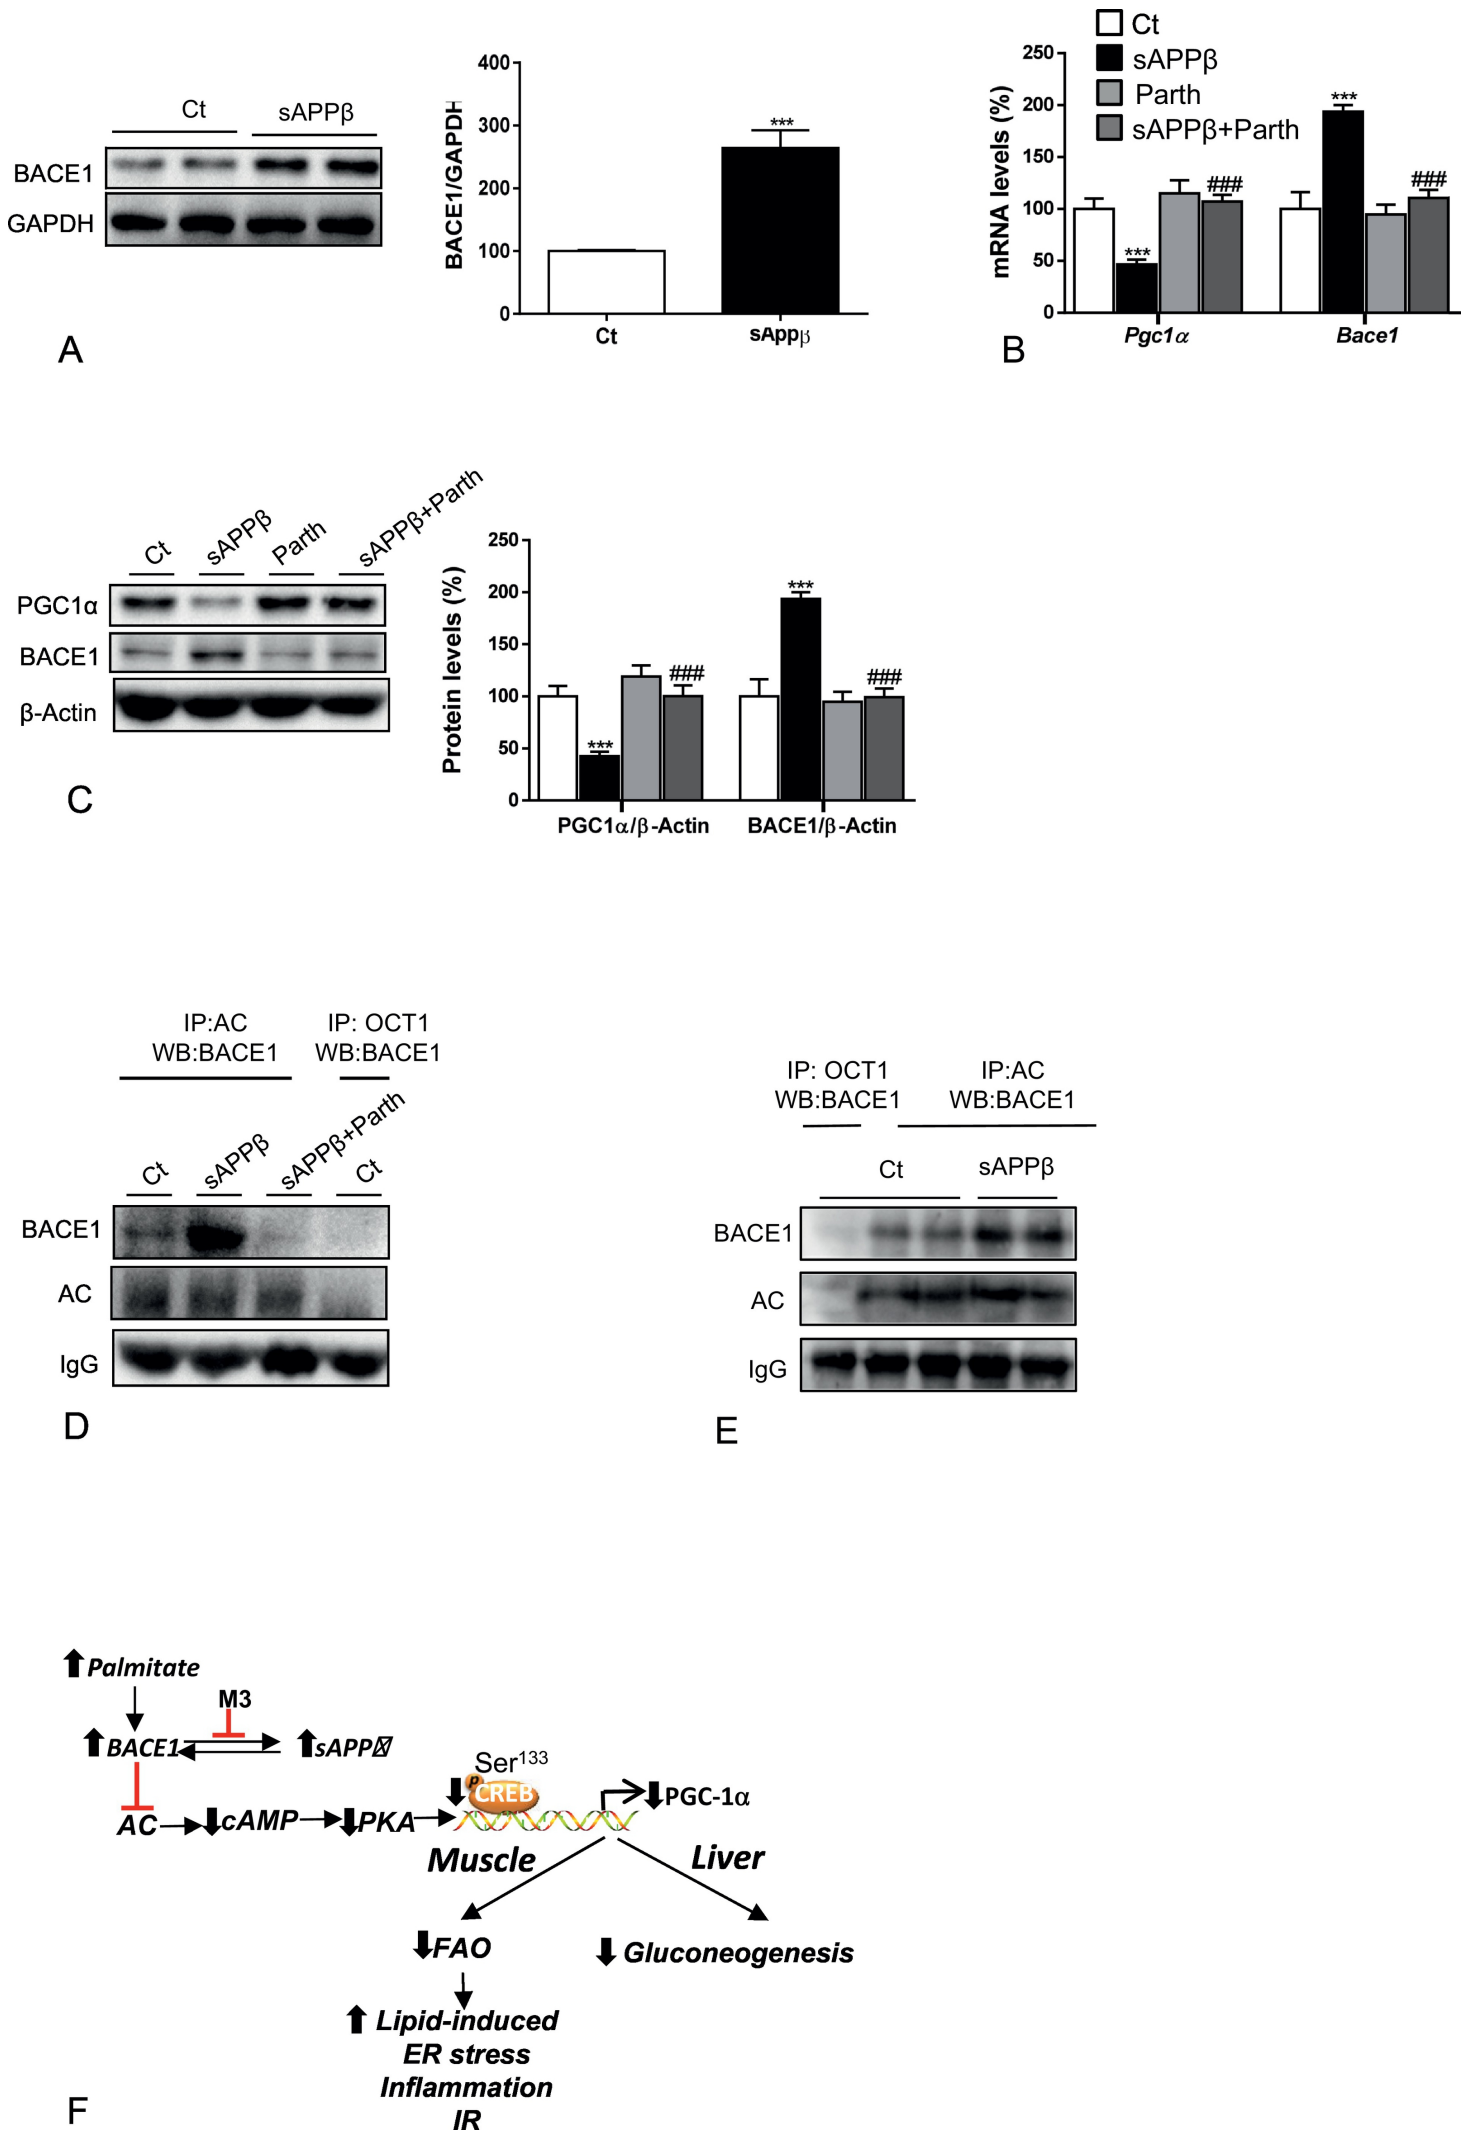 Ct
sAPPβ
BACE1
GAPDH
BACE1/GAPDH
400
300
200
100
0
***
Ct
sAppβ
A
Ct
sAPPβ
Parth
sAPPβ+Parth
mRNA levels (%)
250
200
150
100
50
0
***
###
***
###
Pgc1α
Bace1
B
Ct
sAPPβ
Parth
sAPPβ+Parth
PGC1α
BACE1
β-Actin
Protein levels (%)
250
200
150
100
50
0
***
###
***
###
PGC1α/β-Actin
BACE1/β-Actin
C
IP:AC
WB:BACE1
IP: OCT1
WB:BACE1
Ct
sAPPβ
sAPPβ+Parth
Ct
BACE1
AC
IgG
D
IP: OCT1
WB:BACE1
IP:AC
WB:BACE1
Ct
sAPPβ
BACE1
AC
IgG
E
Palmitate
M3
BACE1
sAPP
Ser133
p
CREB
PGC-1α
AC
cAMP
PKA
Muscle
Liver
FAO
Gluconeogenesis
Lipid-induced
ER stress
Inflammation
IR
F